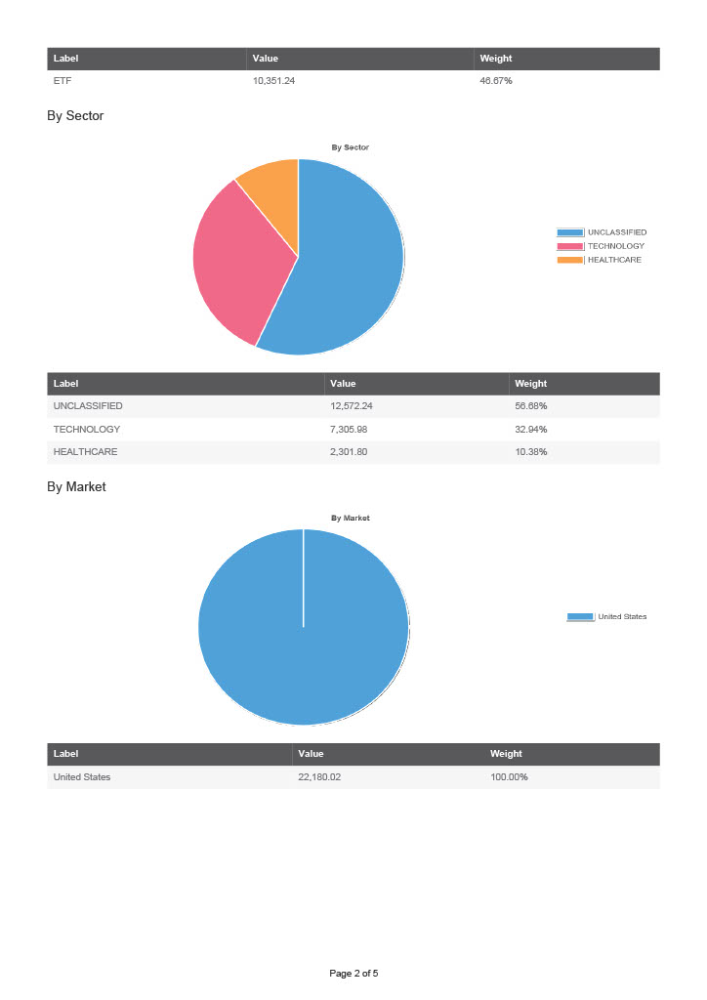 Label Value Weight
ETF 10,351.24 46.67%
By Sector
By Sector
UNCLASSIFIED
TECHNOLOGY
HEALTHCARE
Label Value Weight
UNCLASSIFIED 12,572.24 56.68%
TECHNOLOGY 7,305.98 32.94%
HEALTHCARE 2,301.80 10.38%
By Market
By Market
United States
Label Value Weight
United States 22,180.02 100.00%
Page 2 of 5